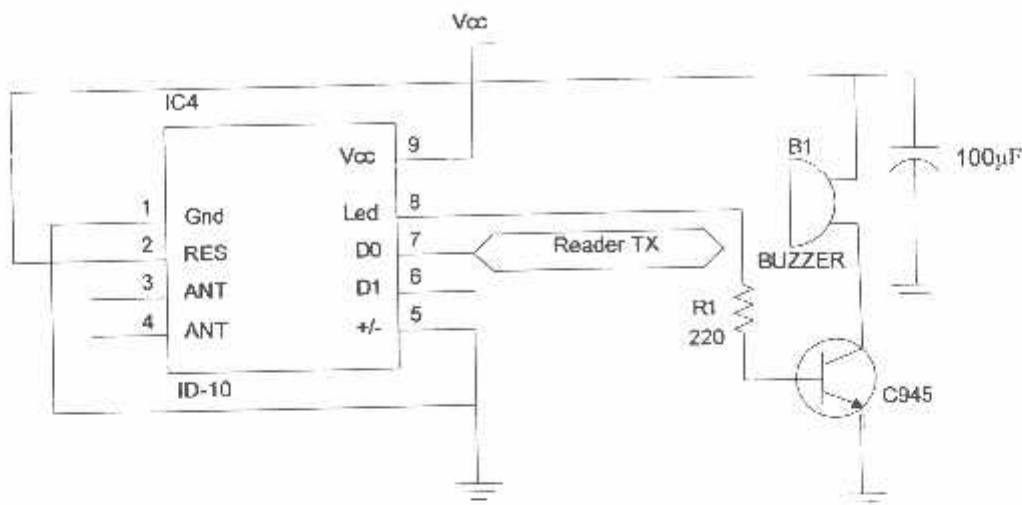 Vcc
IC4
Vcc 9
1 Gnd
Led 8
2 RES
D0 7
Reader TX
3 ANT
D1 6
4 ANT
+/- 5
ID-10
B1
BUZZER
100µF
R1
220
C945